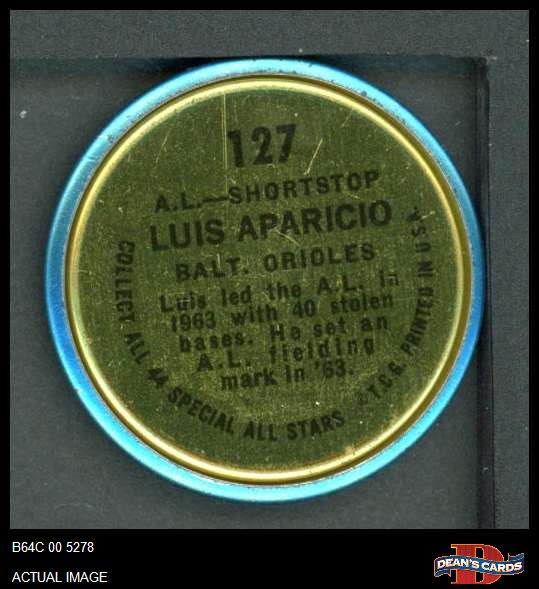 127
A.L.—SHORTSTOP
LUIS APARICIO
BALT. ORIOLES
Luis led the A.L. in
1963 with 40 stolen
bases. He set an
A.L. fielding
mark in '63.
COLLECT ALL 44 SPECIAL ALL STARS ©T.C.G. PRINTED IN U.S.A.
B64C 00 5278
ACTUAL IMAGE
D
DEAN'S CARDS